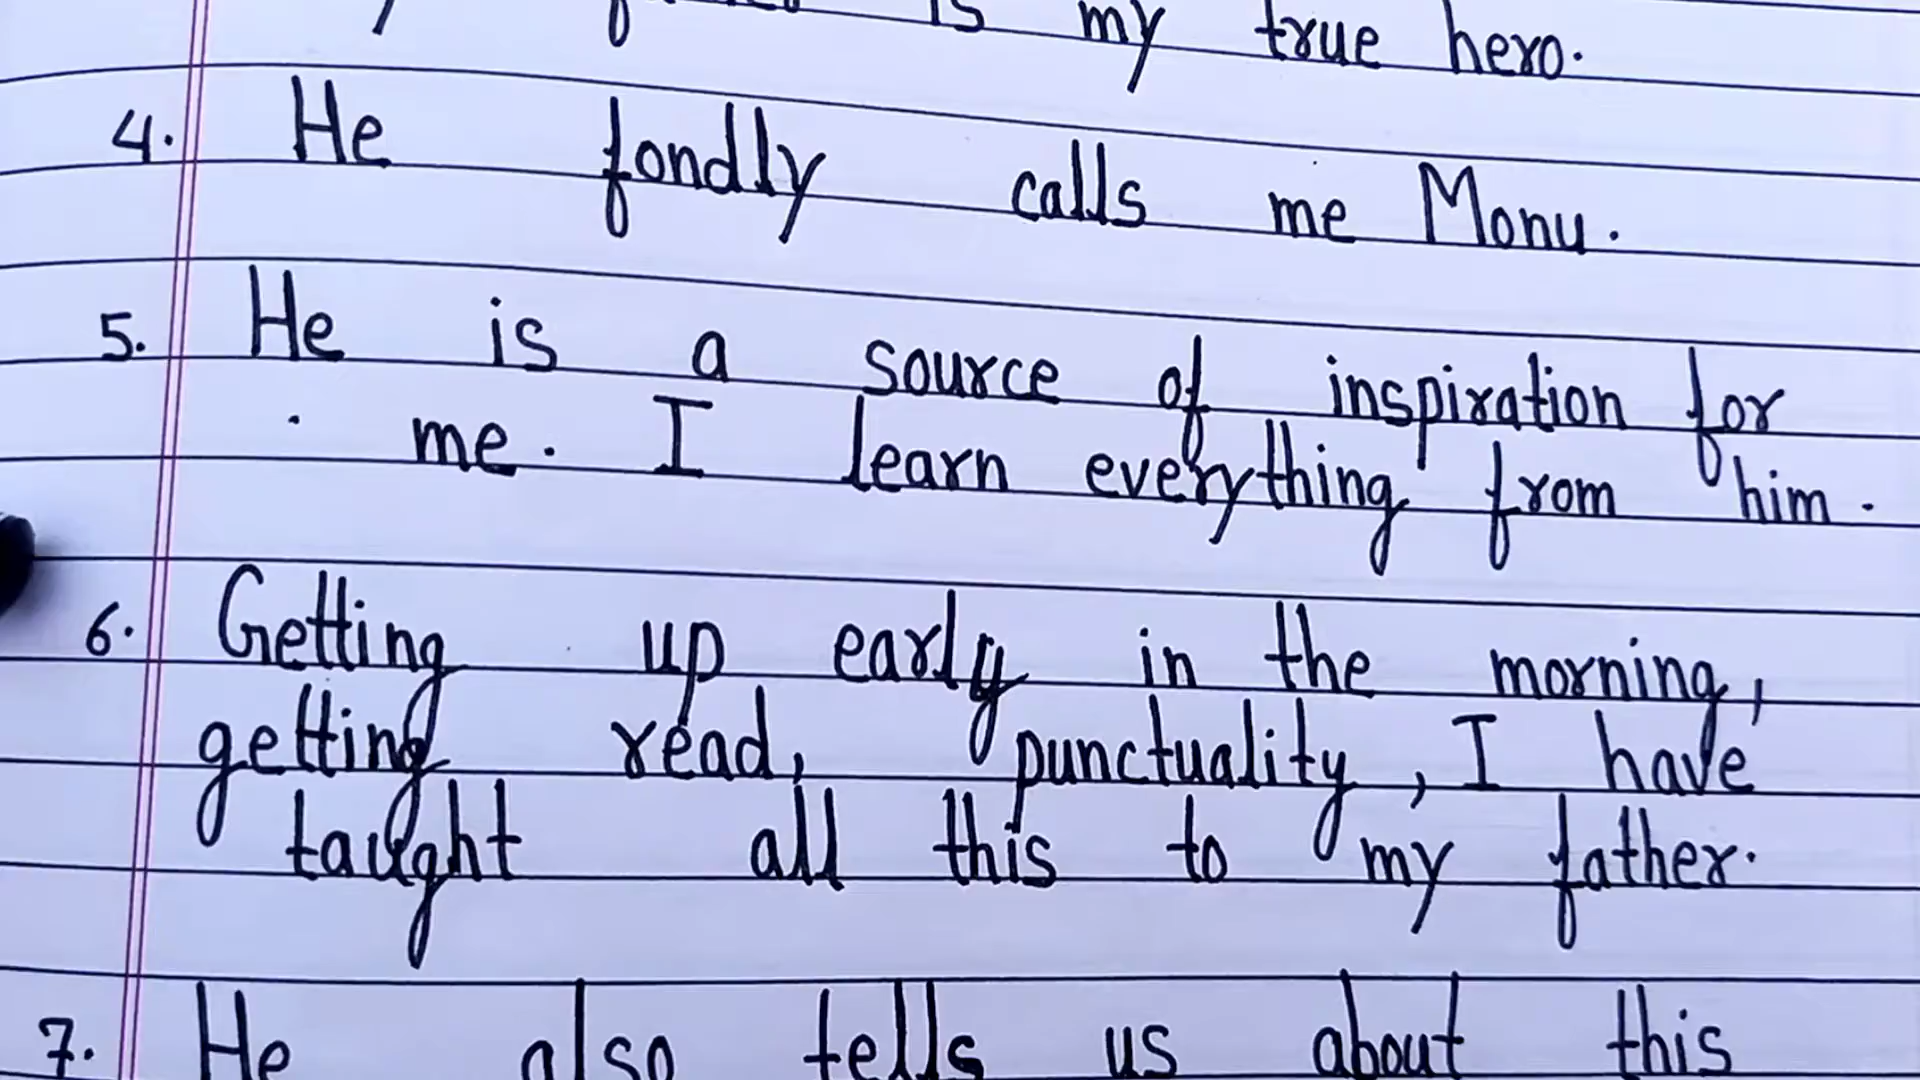 is my true hero.
4. He fondly calls me Monu.
5. He is a source of inspiration for
me. I learn everything from him.
6. Getting up early in the morning,
getting read, punctuality, I have
taught all this to my father.
7. He also tells us about this